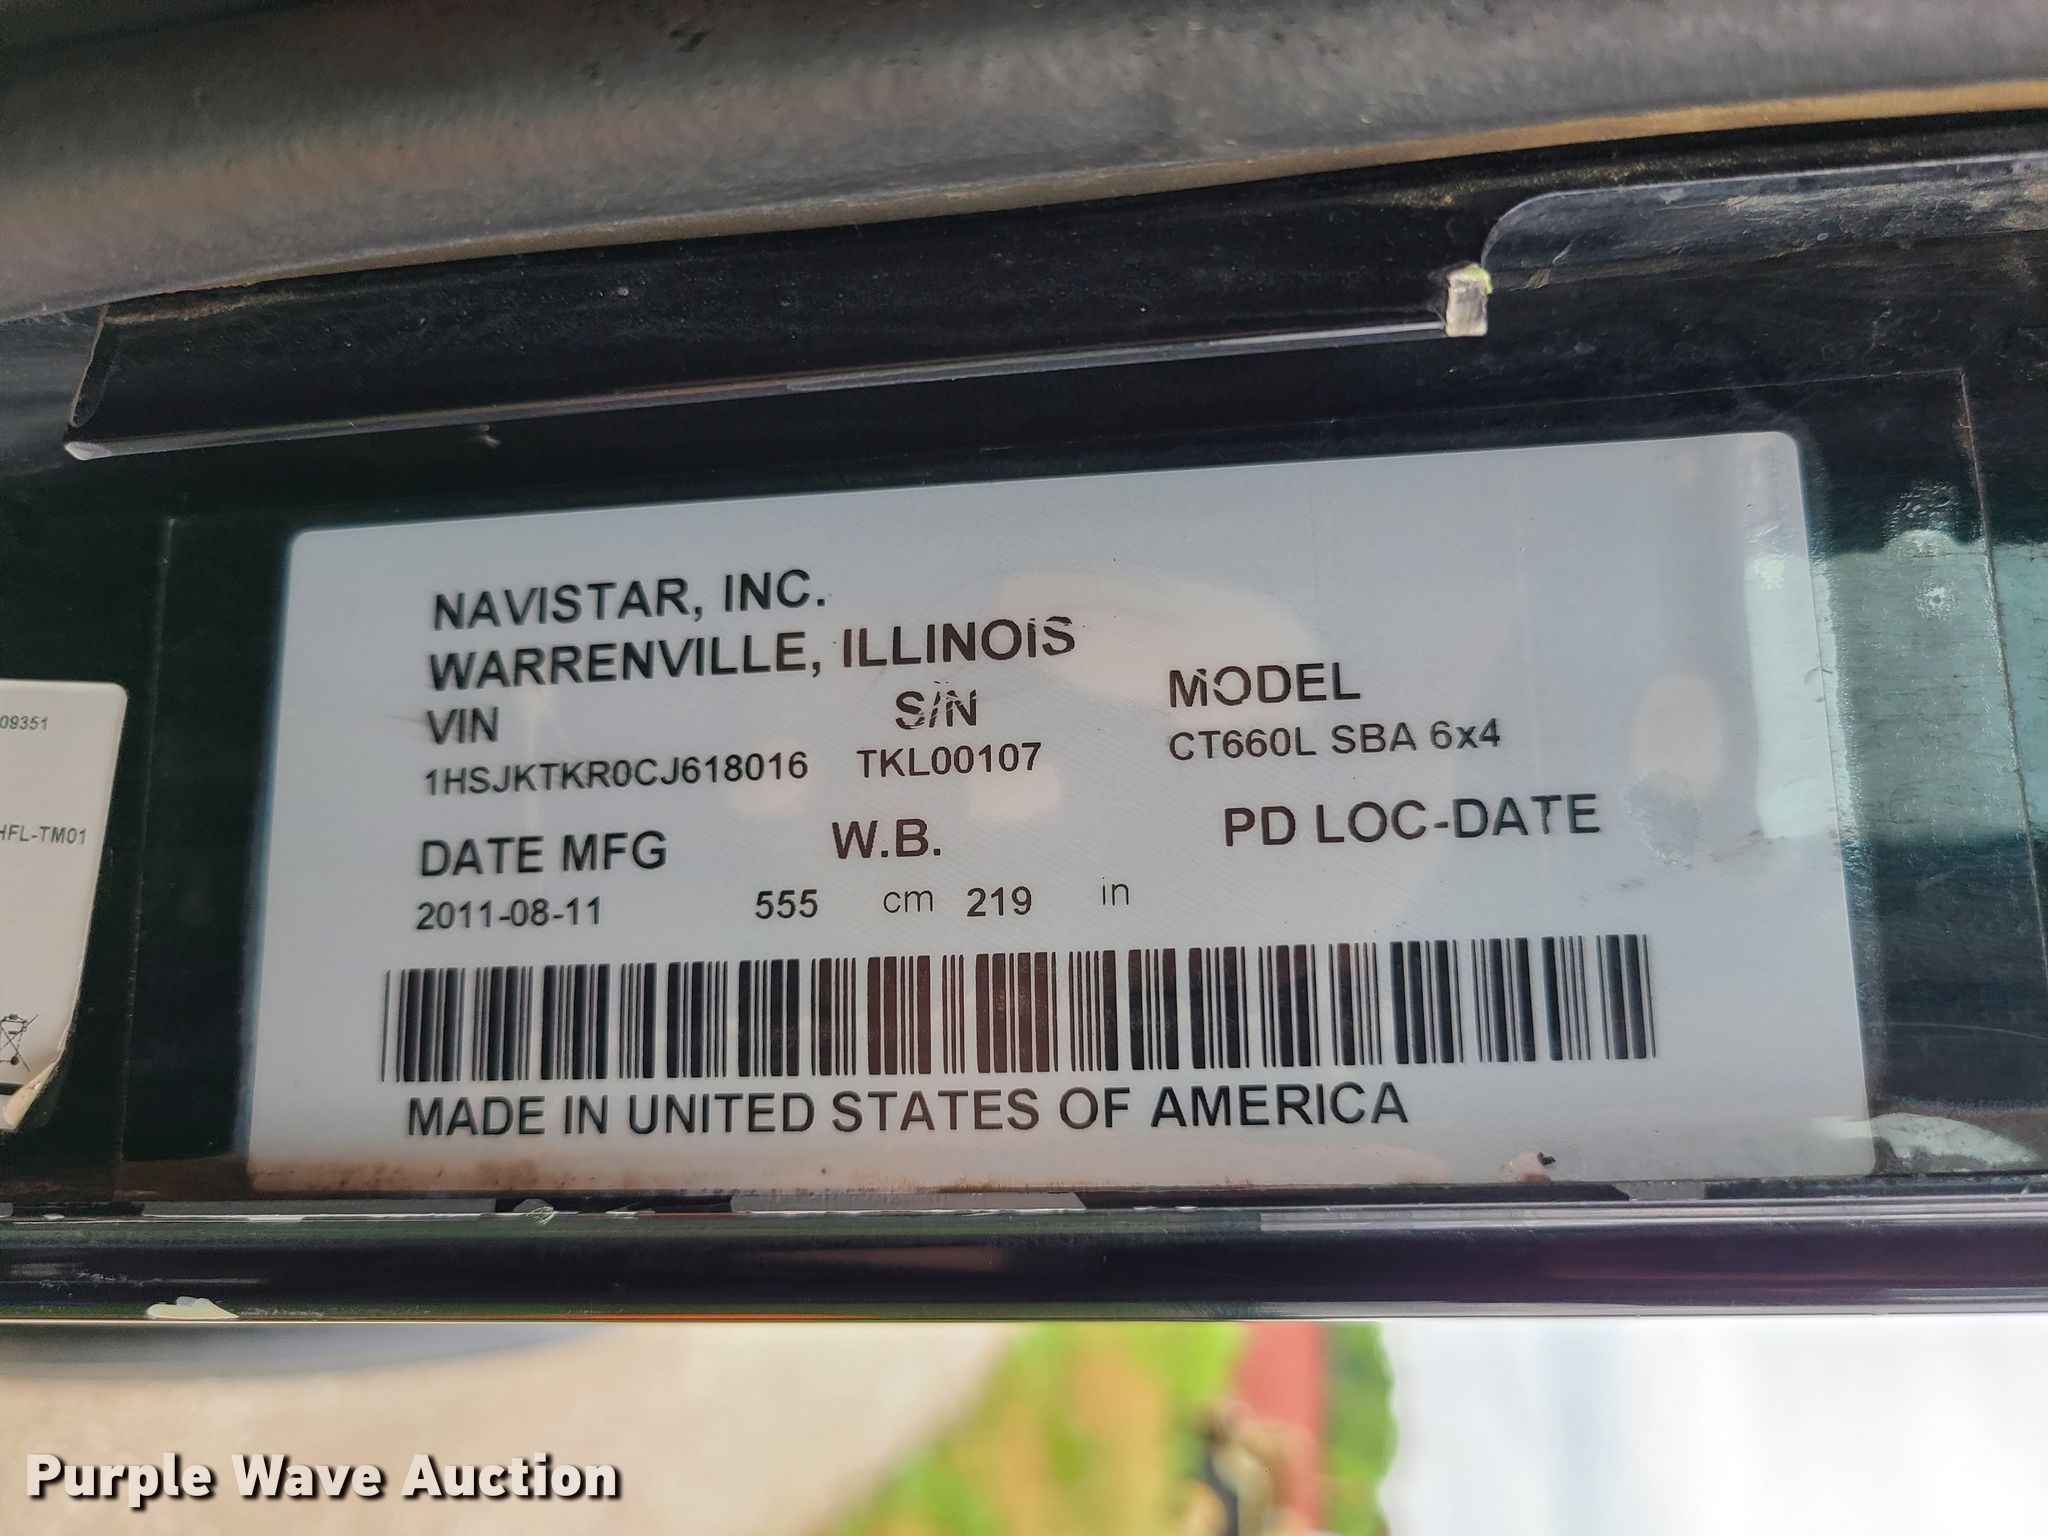 NAVISTAR, INC.
WARRENVILLE, ILLINOIS
VIN S/N MODEL
1HSJKTKR0CJ618016 TKL00107 CT660L SBA 6x4
DATE MFG W.B. PD LOC-DATE
2011-08-11 555 cm 219 in
MADE IN UNITED STATES OF AMERICA
09351
HFL-TM01
Purple Wave Auction